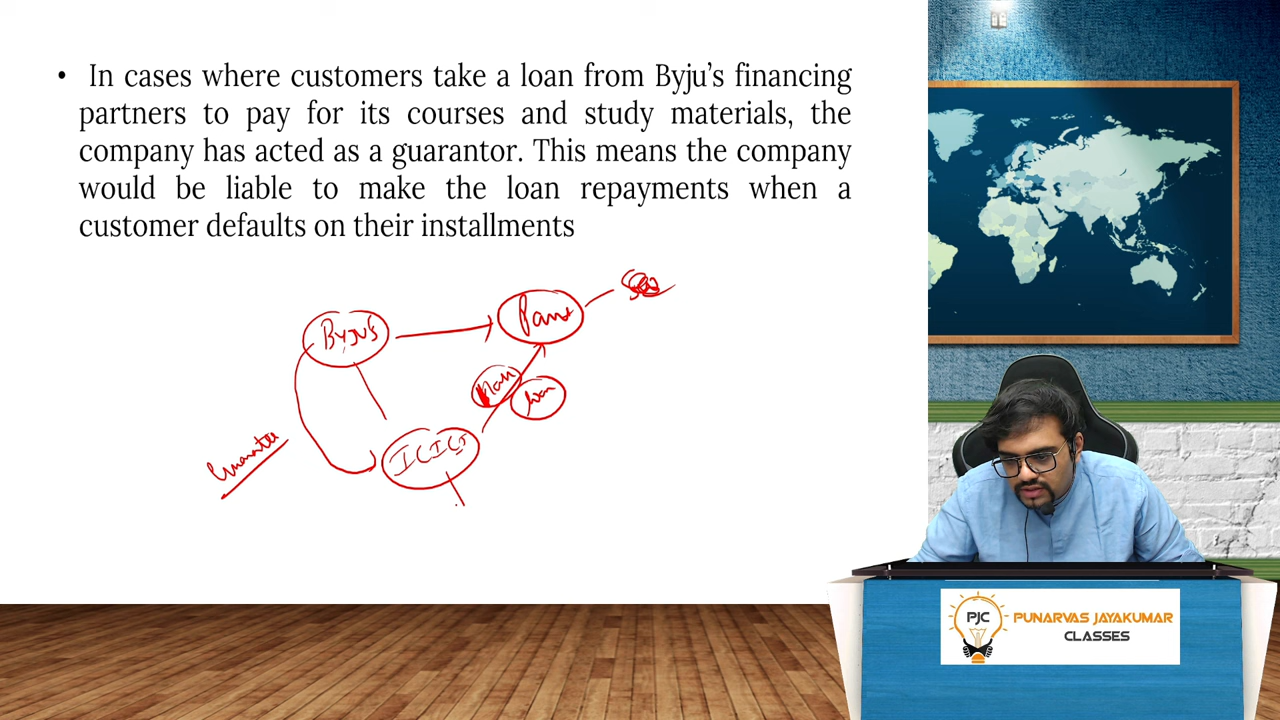 • In cases where customers take a loan from Byju’s financing
partners to pay for its courses and study materials, the
company has acted as a guarantor. This means the company
would be liable to make the loan repayments when a
customer defaults on their installments
Byju's
loan
ICICI
Guarantee
PJC
PUNARVAS JAYAKUMAR
CLASSES